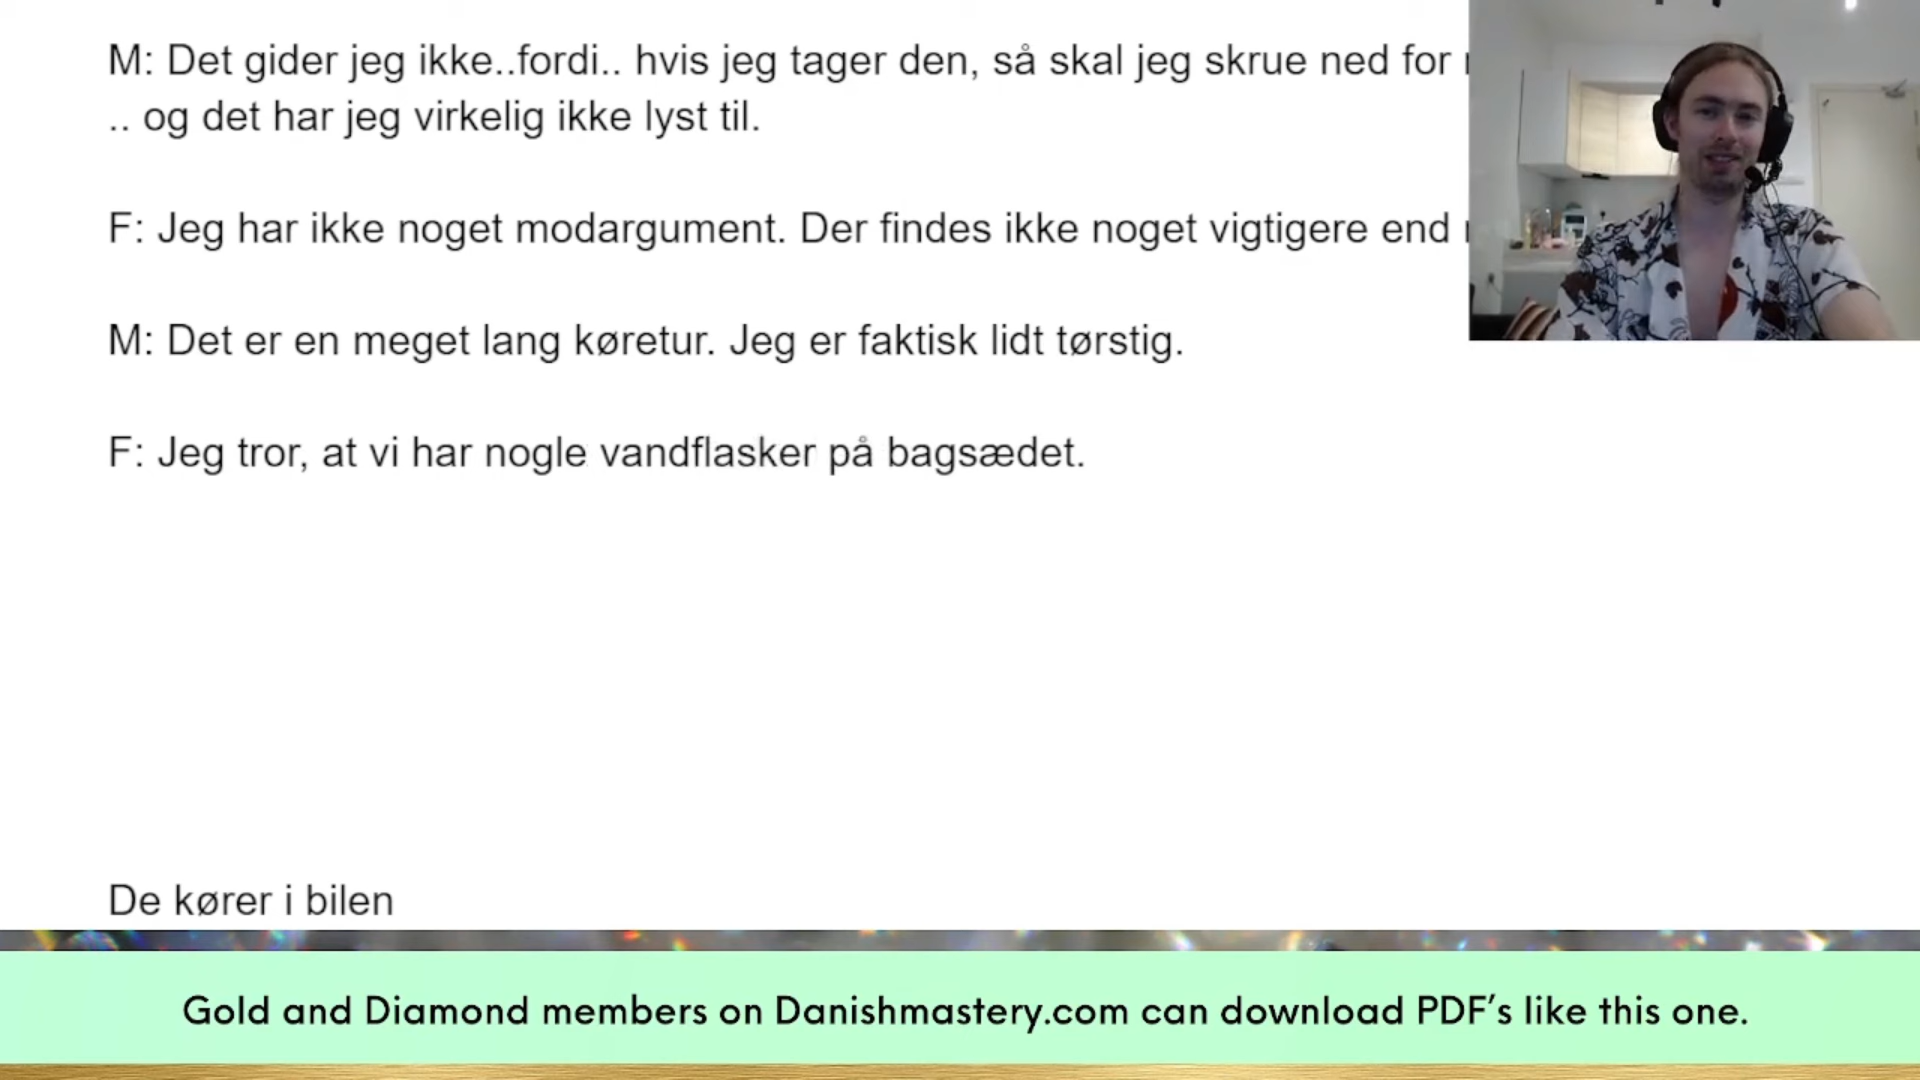 M: Det gider jeg ikke..fordi.. hvis jeg tager den, så skal jeg skrue ned for
.. og det har jeg virkelig ikke lyst til.
F: Jeg har ikke noget modargument. Der findes ikke noget vigtigere end
M: Det er en meget lang køretur. Jeg er faktisk lidt tørstig.
F: Jeg tror, at vi har nogle vandflasker på bagsædet.
De kører i bilen
Gold and Diamond members on Danishmastery.com can download PDF’s like this one.